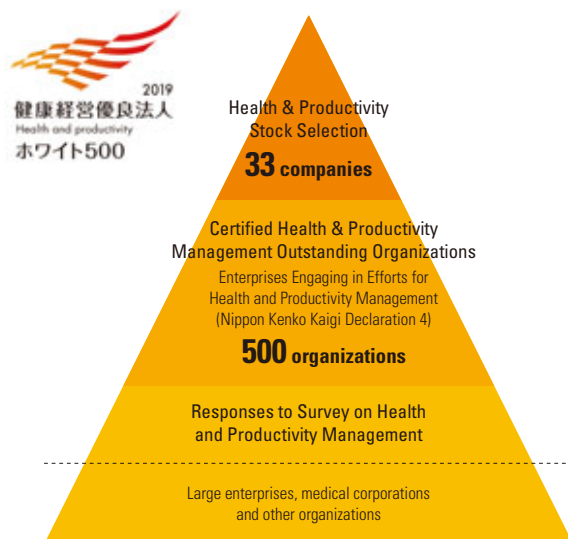 2019
健康経営優良法人
Health and productivity
ホワイト500
Health & Productivity
Stock Selection
33 companies
Certified Health & Productivity
Management Outstanding Organizations
Enterprises Engaging in Efforts for
Health and Productivity Management
(Nippon Kenko Kaigi Declaration 4)
500 organizations
Responses to Survey on Health
and Productivity Management
Large enterprises, medical corporations
and other organizations